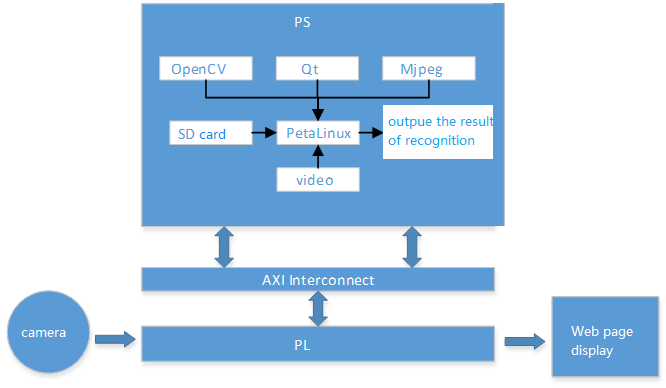 PS
OpenCV
Qt
Mjpeg
SD card
PetaLinux
outpue the result
of recognition
video
AXI Interconnect
camera
PL
Web page
display